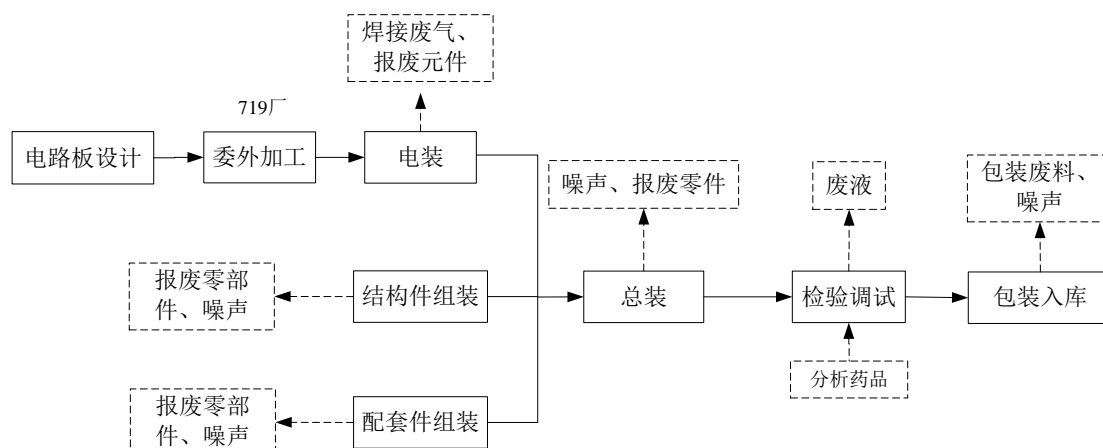 焊接废气、
报废元件
719厂
电路板设计
委外加工
电装
噪声、报废零件
废液
包装废料、
噪声
报废零部
件、噪声
结构件组装
总装
检验调试
包装入库
分析药品
报废零部
件、噪声
配套件组装